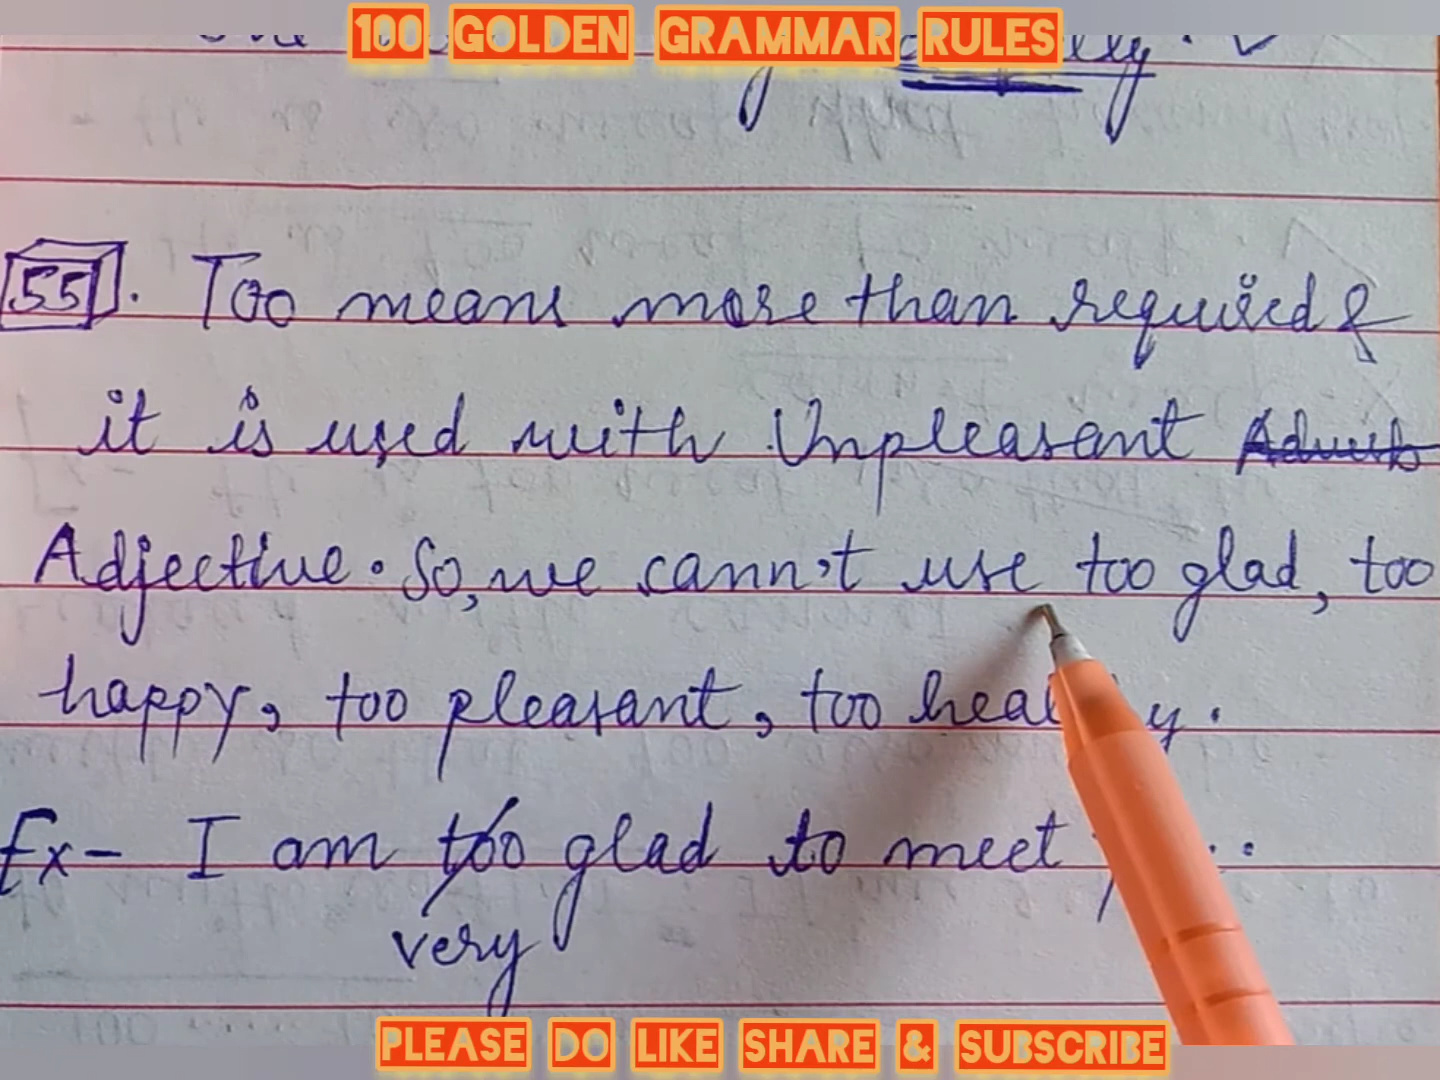 100 GOLDEN GRAMMAR RULES
55. Too means more than required &
it is used with Unpleasant
Adjective. So, we cann't use too glad, too
happy, too pleasant, too
Ex- I am too glad to meet
very
PLEASE DO LIKE SHARE & SUBSCRIBE